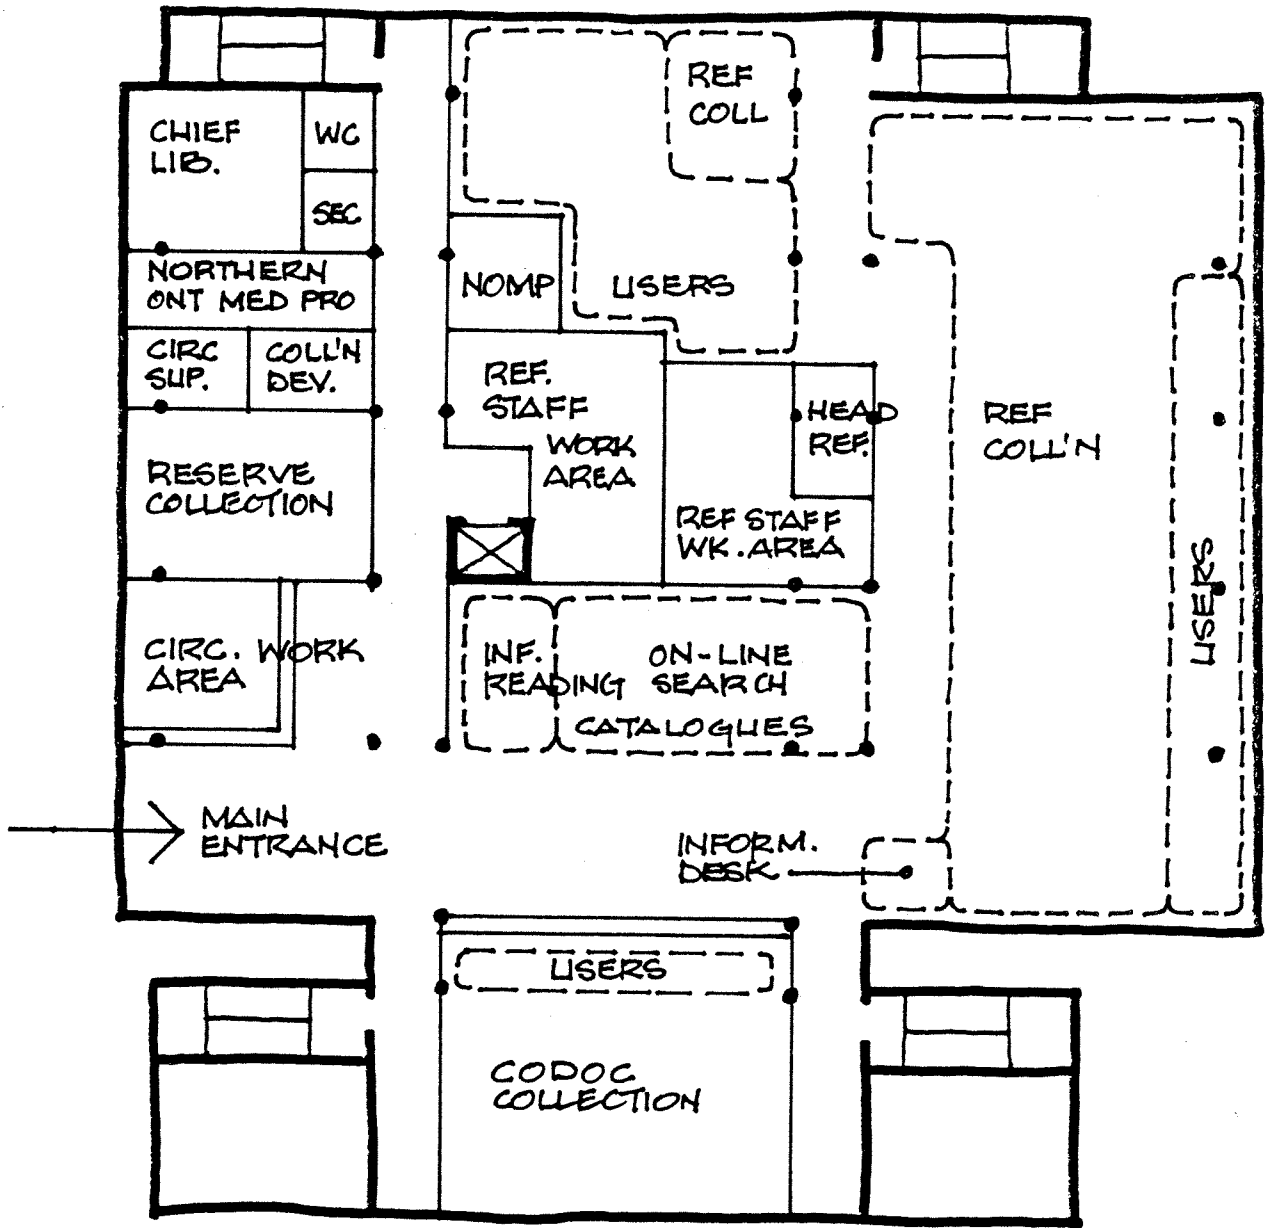 REF
COLL
CHIEF
LIB.
WC
SEC
NORTHERN
ONT MED PRO
NOMP
USERS
CIRC
SUP.
COLL'N
DEV.
REF.
STAFF
WORK
AREA
HEAD
REF.
REF
COLL'N
RESERVE
COLLECTION
REF STAFF
WK. AREA
USERS
CIRC. WORK
AREA
INF.
READING
ON-LINE
SEARCH
CATALOGUES
MAIN
ENTRANCE
INFORM.
DESK
USERS
CODOC
COLLECTION